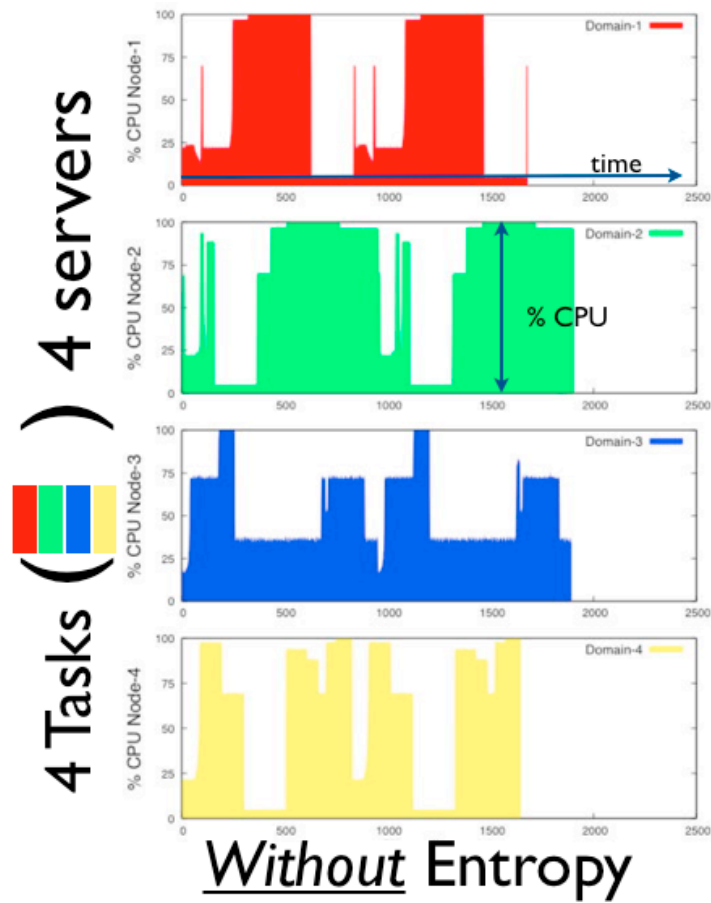 4 Tasks ( ) 4 servers
% CPU Node-1
100
75
50
25
0
Domain-1
time
0 500 1000 1500 2000 2500
% CPU Node-2
100
75
50
25
0
Domain-2
% CPU
0 500 1000 1500 2000 2500
% CPU Node-3
100
75
50
25
0
Domain-3
0 500 1000 1500 2000 2500
% CPU Node-4
100
75
50
25
0
Domain-4
0 500 1000 1500 2000 2500
Without Entropy